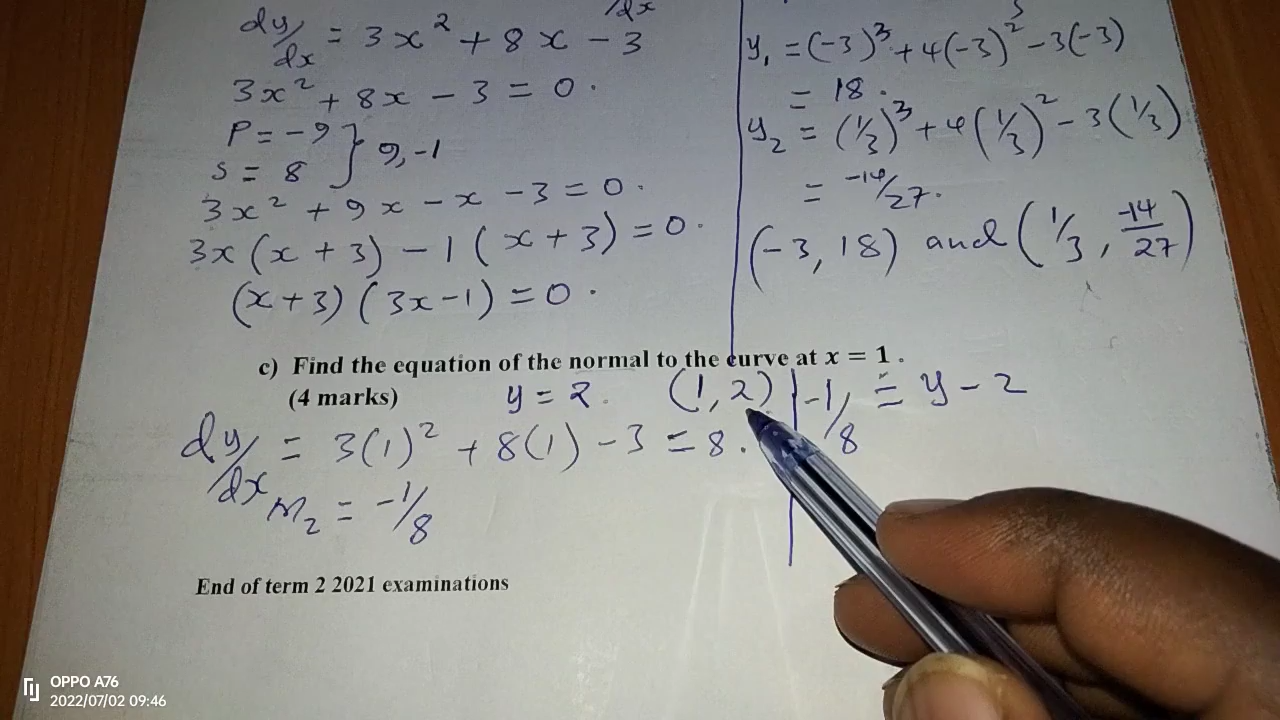 dy/dx = 3x² + 8x - 3
3x² + 8x - 3 = 0.
P = -9 } 9, -1
S = 8
3x² + 9x - x - 3 = 0.
3x(x + 3) - 1(x + 3) = 0.
(x + 3)(3x - 1) = 0.
/dx
y₁ = (-3)³ + 4(-3)² - 3(-3)
= 18.
y₂ = (1/3)³ + 4(1/3)² - 3(1/3)
= -14/27.
(-3, 18) and (1/3, -14/27)
c) Find the equation of the normal to the curve at x = 1 .
(4 marks) y = 2. (1, 2)
dy/dx = 3(1)² + 8(1) - 3 = 8.
M₂ = -1/8
-1/8 = y - 2
End of term 2 2021 examinations
OPPO A76
2022/07/02 09:46